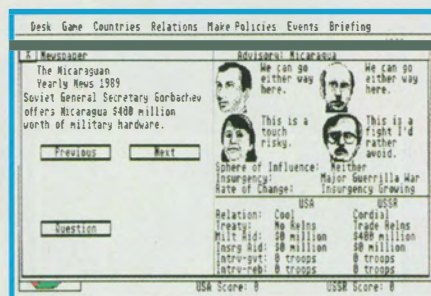 Desk Game Countries Relations Make Policies Events Briefing
Newspaper
The Nicaraguan
Yearly News 1989
Soviet General Secretary Gorbachev
offers Nicaragua $400 million
worth of military hardware.
Previous Next
Question
Advisory: Nicaragua
We can go
either way
here.
We can go
either way
here.
This is a
touch
risky.
This is a
fight I'd
rather
avoid.
Sphere of Influence: Neither
Insurgency: Major Guerrilla War
Rate of Change: Insurgency Growing
USA USSR
Relation: Cool Cordial
Treaty: No Relns Trade Relns
Milt Aid: $0 million $400 million
Insrg Aid: $0 million $0 million
Intrv-gvt: 0 troops 0 troops
Intrv-reb: 0 troops 0 troops
USA Score: 0 USSR Score: 0